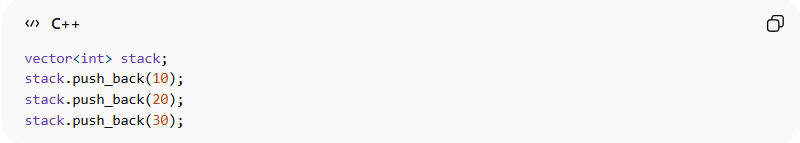 C++
vector<int> stack;
stack.push_back(10);
stack.push_back(20);
stack.push_back(30);